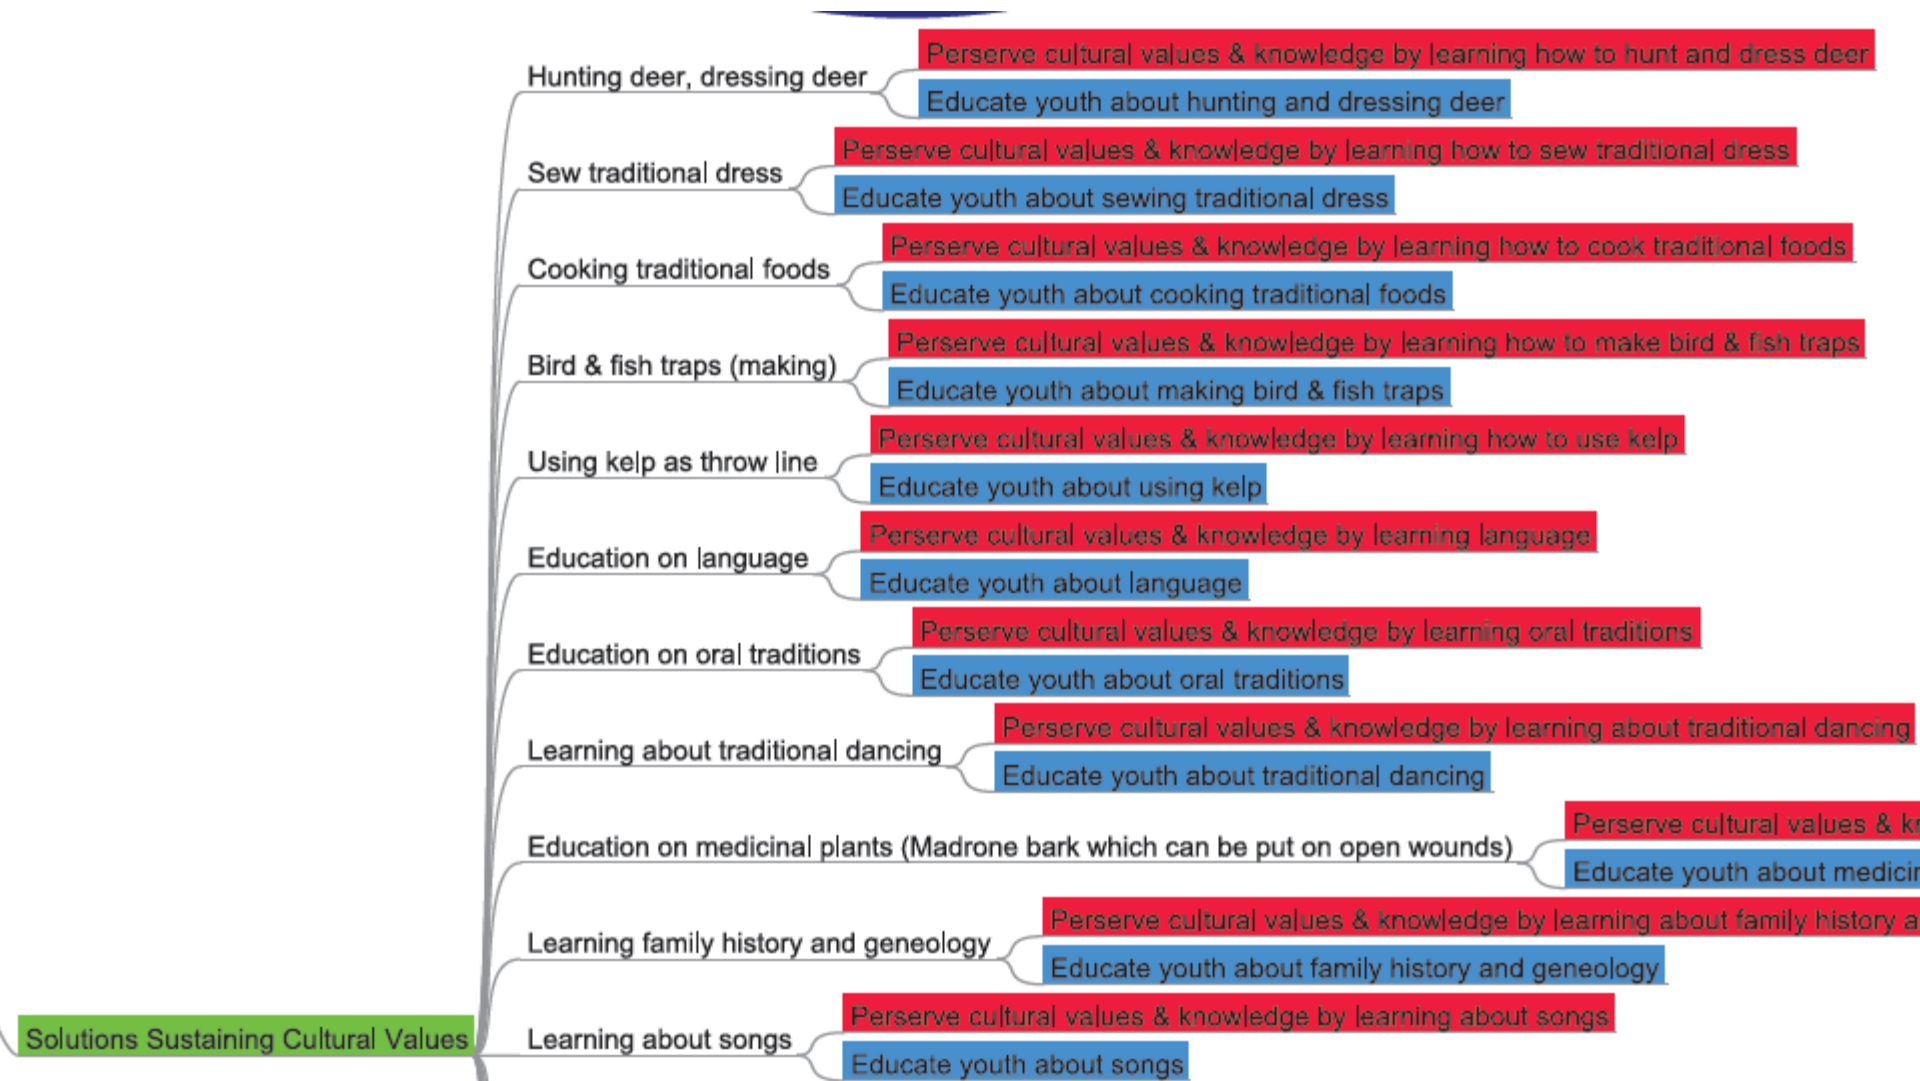 Hunting deer, dressing deer
Perserve cultural values & knowledge by learning how to hunt and dress deer
Educate youth about hunting and dressing deer
Sew traditional dress
Perserve cultural values & knowledge by learning how to sew traditional dress
Educate youth about sewing traditional dress
Cooking traditional foods
Perserve cultural values & knowledge by learning how to cook traditional foods
Educate youth about cooking traditional foods
Bird & fish traps (making)
Perserve cultural values & knowledge by learning how to make bird & fish traps
Educate youth about making bird & fish traps
Using kelp as throw line
Perserve cultural values & knowledge by learning how to use kelp
Educate youth about using kelp
Education on language
Perserve cultural values & knowledge by learning language
Educate youth about language
Education on oral traditions
Perserve cultural values & knowledge by learning oral traditions
Educate youth about oral traditions
Learning about traditional dancing
Perserve cultural values & knowledge by learning about traditional dancing
Educate youth about traditional dancing
Education on medicinal plants (Madrone bark which can be put on open wounds)
Perserve cultural values &
Educate youth about
Learning family history and geneology
Perserve cultural values & knowledge by learning about family history
Educate youth about family history and geneology
Solutions Sustaining Cultural Values
Learning about songs
Perserve cultural values & knowledge by learning about songs
Educate youth about songs